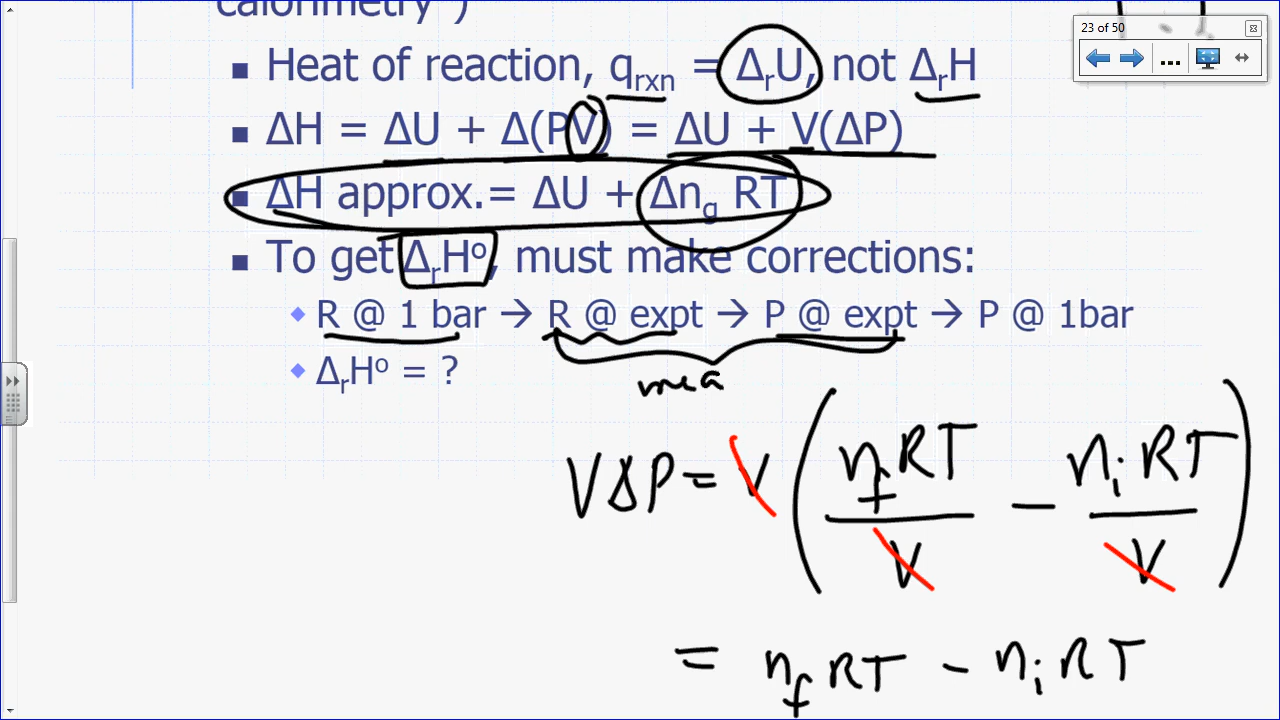 calorimetry")
23 of 50
Heat of reaction, qrxn = ΔrU, not ΔrH
ΔH = ΔU + Δ(PV) = ΔU + V(ΔP)
ΔH approx.= ΔU + Δng RT
To get ΔrHº, must make corrections:
R @ 1 bar → R @ expt → P @ expt → P @ 1bar
mea
ΔrHº = ?
VΔP = V (nfRT/V − niRT/V)
= nfRT − niRT